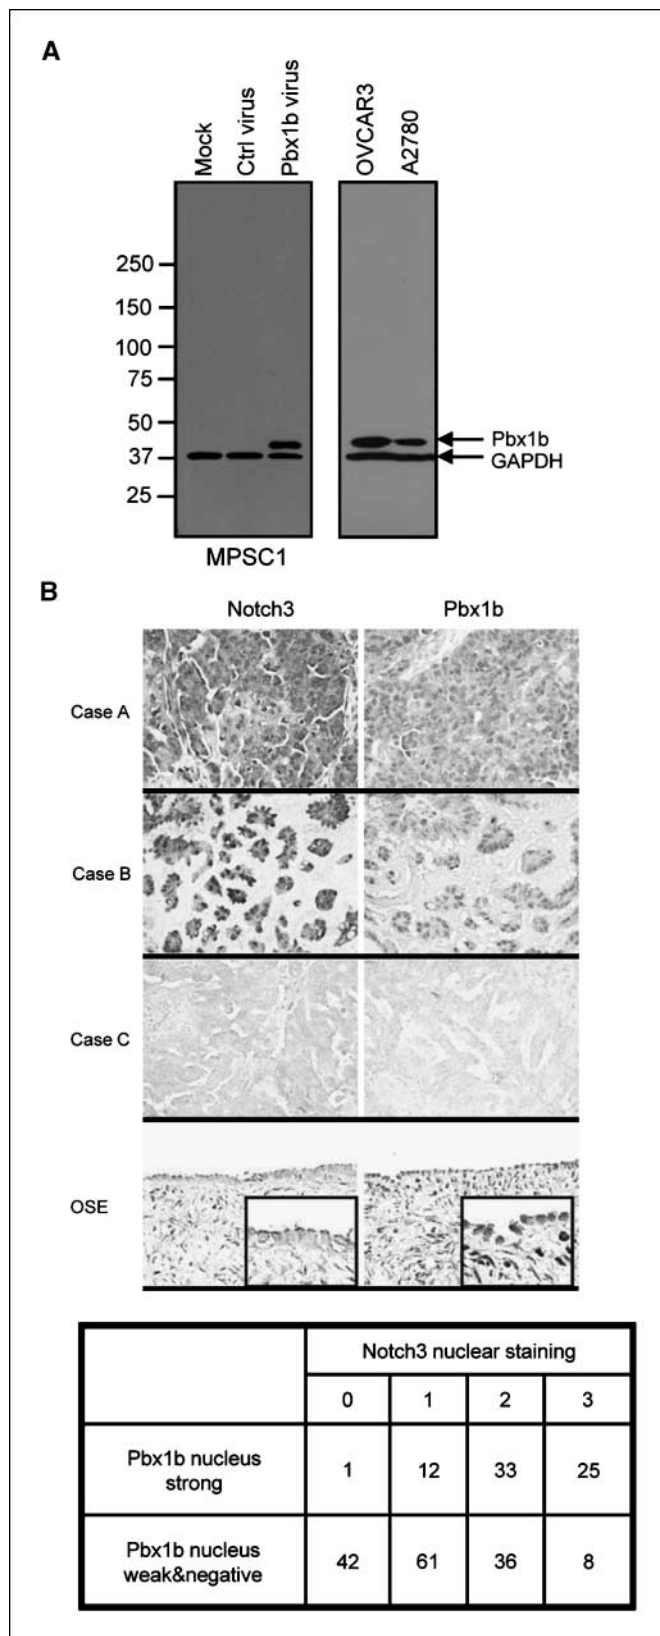 A
Mock
Ctrl virus
Pbx1b virus
OVCAR3
A2780
250
150
100
75
50
37
25
Pbx1b
GAPDH
MPSC1
B
Notch3 Pbx1b
Case A
Case B
Case C
OSE
Notch3 nuclear staining
0 1 2 3
Pbx1b nucleus
strong
1 12 33 25
Pbx1b nucleus
weak&negative
42 61 36 8